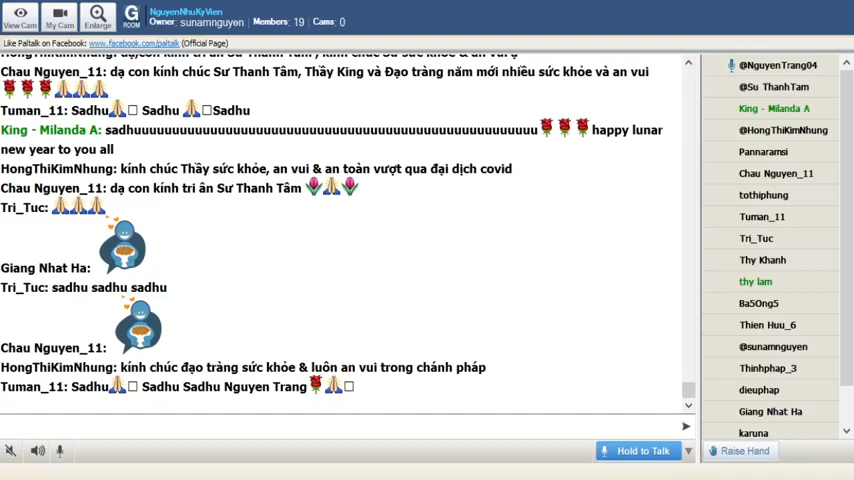 NguyenNhuKyVien
G
ROOM
Owner: sunamnguyen Members: 19 Cams: 0
View Cam My Cam Enlarge
Like Paltalk on Facebook: www.facebook.com/paltalk (Official Page)
Chau Nguyen_11: dạ con kính chúc Sư Thanh Tâm, Thầy King và Đạo tràng năm mới nhiều sức khỏe và an vui
🌹🌹🌹🙏🙏🙏
Tuman_11: Sadhu🙏□ Sadhu 🙏□Sadhu
King - Milanda A: sadhuuuuuuuuuuuuuuuuuuuuuuuuuuuuuuuuuuuuuuuuuuuuuuuuuuuuu🌹🌹🌹 happy lunar
new year to you all
HongThiKimNhung: kính chúc Thầy sức khỏe, an vui & an toàn vượt qua đại dịch covid
Chau Nguyen_11: dạ con kính tri ân Sư Thanh Tâm 🌷🙏🌷
Tri_Tuc: 🙏🙏🙏
Giang Nhat Ha:
Tri_Tuc: sadhu sadhu sadhu
Chau Nguyen_11:
HongThiKimNhung: kính chúc đạo tràng sức khỏe & luôn an vui trong chánh pháp
Tuman_11: Sadhu🙏□ Sadhu Sadhu Nguyen Trang🌹🙏□
@NguyenTrang04
@Su ThanhTam
King - Milanda A
@HongThiKimNhung
Pannaramsi
Chau Nguyen_11
tothiphung
Tuman_11
Tri_Tuc
Thy Khanh
thy lam
Ba5Ong5
Thien Huu_6
@sunamnguyen
Thinhphap_3
dieuphap
Giang Nhat Ha
karuna
Hold to Talk
Raise Hand